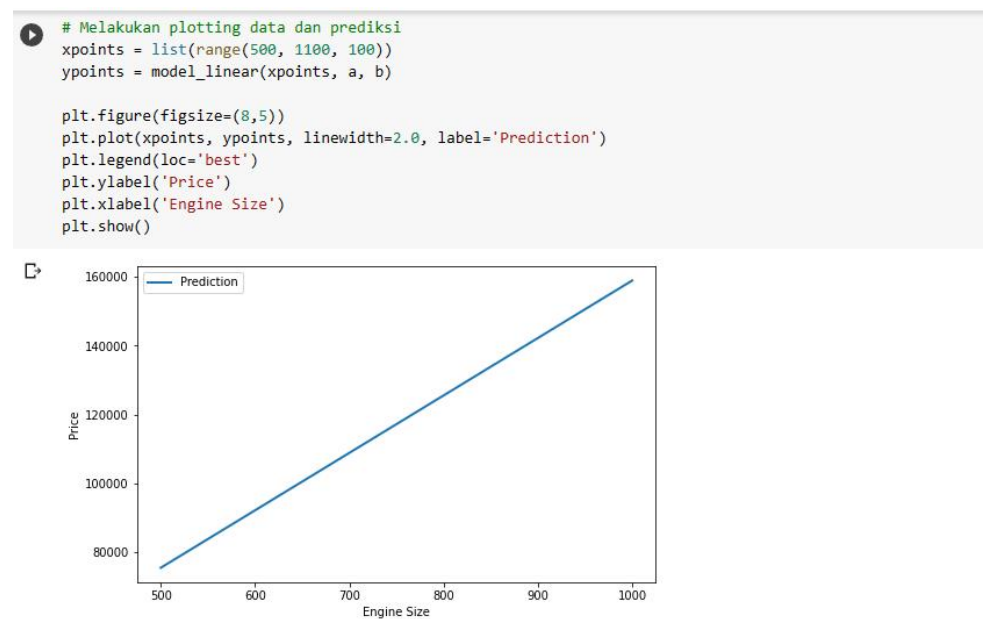 # Melakukan plotting data dan prediksi
xpoints = list(range(500, 1100, 100))
ypoints = model_linear(xpoints, a, b)
plt.figure(figsize=(8,5))
plt.plot(xpoints, ypoints, linewidth=2.0, label='Prediction')
plt.legend(loc='best')
plt.ylabel('Price')
plt.xlabel('Engine Size')
plt.show()
Prediction
160000
140000
120000
100000
80000
Price
500 600 700 800 900 1000
Engine Size